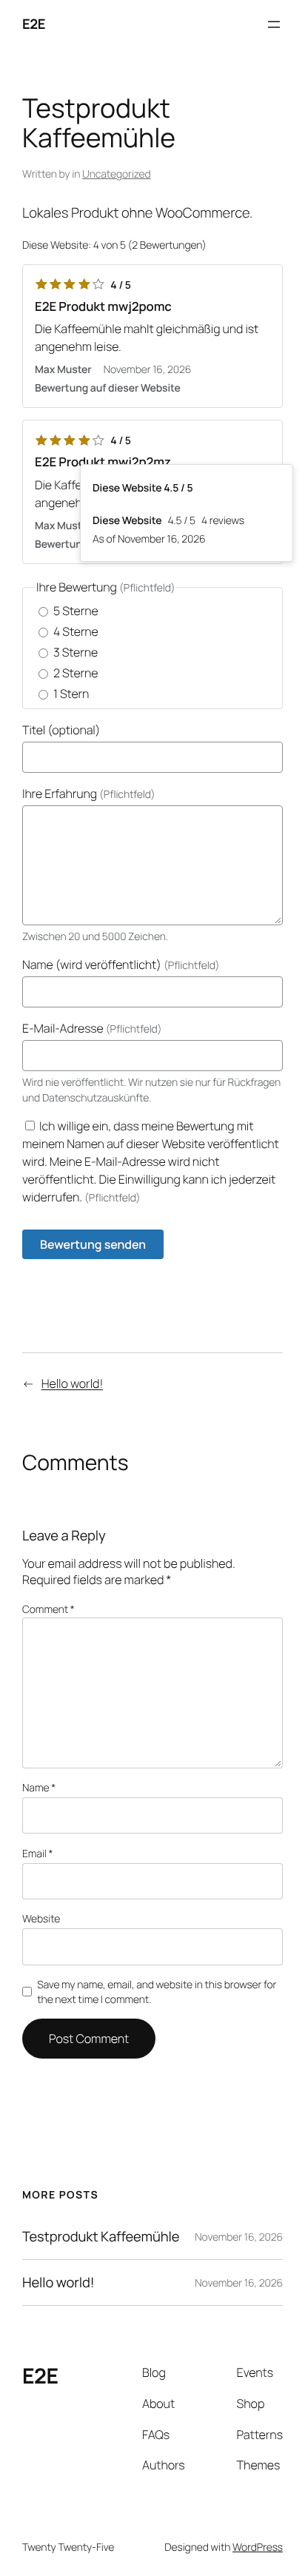 E2E
Testprodukt
Kaffeemühle
Written by in Uncategorized
Lokales Produkt ohne WooCommerce.
Diese Website: 4 von 5 (2 Bewertungen)
4 / 5
E2E Produkt mwj2pomc
Die Kaffeemühle mahlt gleichmäßig und ist
angenehm leise.
Max Muster November 16, 2026
Bewertung auf dieser Website
4 / 5
E2E Produkt
Diese Website 4.5 / 5
Diese Website 4.5 / 5 4 reviews
As of November 16, 2026
Ihre Bewertung (Pflichtfeld)
5 Sterne
4 Sterne
3 Sterne
2 Sterne
1 Stern
Titel (optional)
Ihre Erfahrung (Pflichtfeld)
Zwischen 20 und 5000 Zeichen.
Name (wird veröffentlicht) (Pflichtfeld)
E-Mail-Adresse (Pflichtfeld)
Wird nie veröffentlicht. Wir nutzen sie nur für Rückfragen
und Datenschutzauskünfte.
Ich willige ein, dass meine Bewertung mit
meinem Namen auf dieser Website veröffentlicht
wird. Meine E-Mail-Adresse wird nicht
veröffentlicht. Die Einwilligung kann ich jederzeit
widerrufen. (Pflichtfeld)
Bewertung senden
← Hello world!
Comments
Leave a Reply
Your email address will not be published.
Required fields are marked *
Comment *
Name *
Email *
Website
Save my name, email, and website in this browser for
the next time I comment.
Post Comment
MORE POSTS
Testprodukt Kaffeemühle November 16, 2026
Hello world! November 16, 2026
E2E
Blog
About
FAQs
Authors
Events
Shop
Patterns
Themes
Twenty Twenty-Five
Designed with WordPress